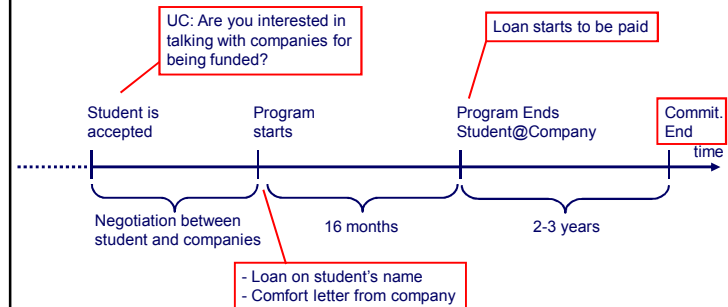 UC: Are you interested in
talking with companies for
being funded?
Loan starts to be paid
Student is
accepted
Program
starts
Program Ends
Student@Company
Commit.
End
time
Negotiation between
student and companies
16 months
2-3 years
- Loan on student's name
- Comfort letter from company